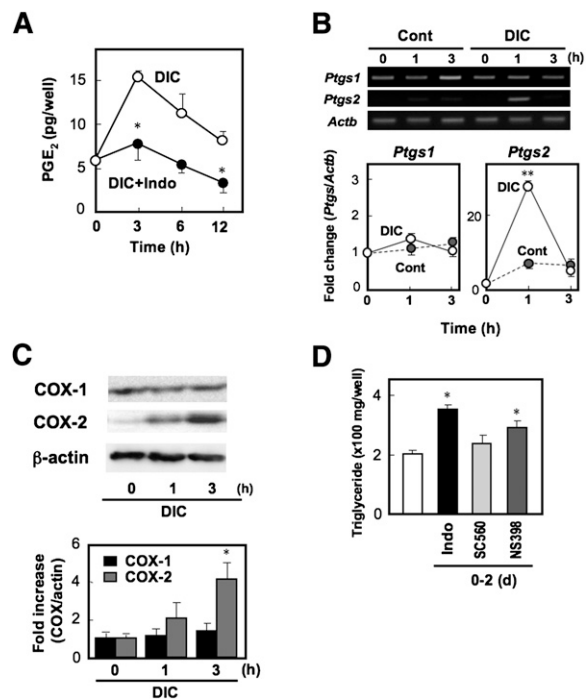 A
PGE2 (pg/well)
15
10
5
0
DIC
*
DIC+Indo
*
0 3 6 12
Time (h)
B
Cont DIC
0 1 3 0 1 3 (h)
Ptgs1
Ptgs2
Actb
Ptgs1 Ptgs2
Fold change (Ptgs/Actb)
3
2
1
0
DIC
Cont
0 1 3
20
0
**
DIC
Cont
0 1 3
Time (h)
C
COX-1
COX-2
β-actin
0 1 3 (h)
DIC
Fold increase
(COX/actin)
6
4
2
0
COX-1
COX-2
*
0 1 3 (h)
DIC
D
Triglyceride (x100 mg/well)
4
2
0
* *
Indo SC560 NS398
0-2 (d)